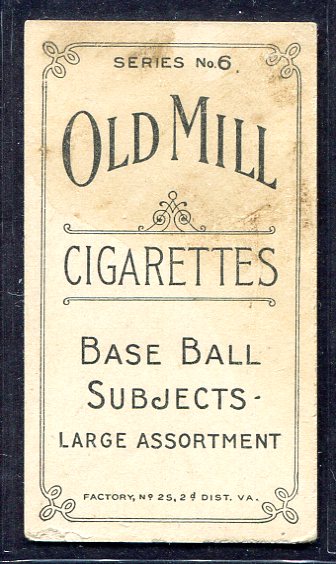 SERIES No. 6.
OLD MILL
CIGARETTES
BASE BALL
SUBJECTS-
LARGE ASSORTMENT
FACTORY, Nº 25, 2ᵈ DIST. VA.